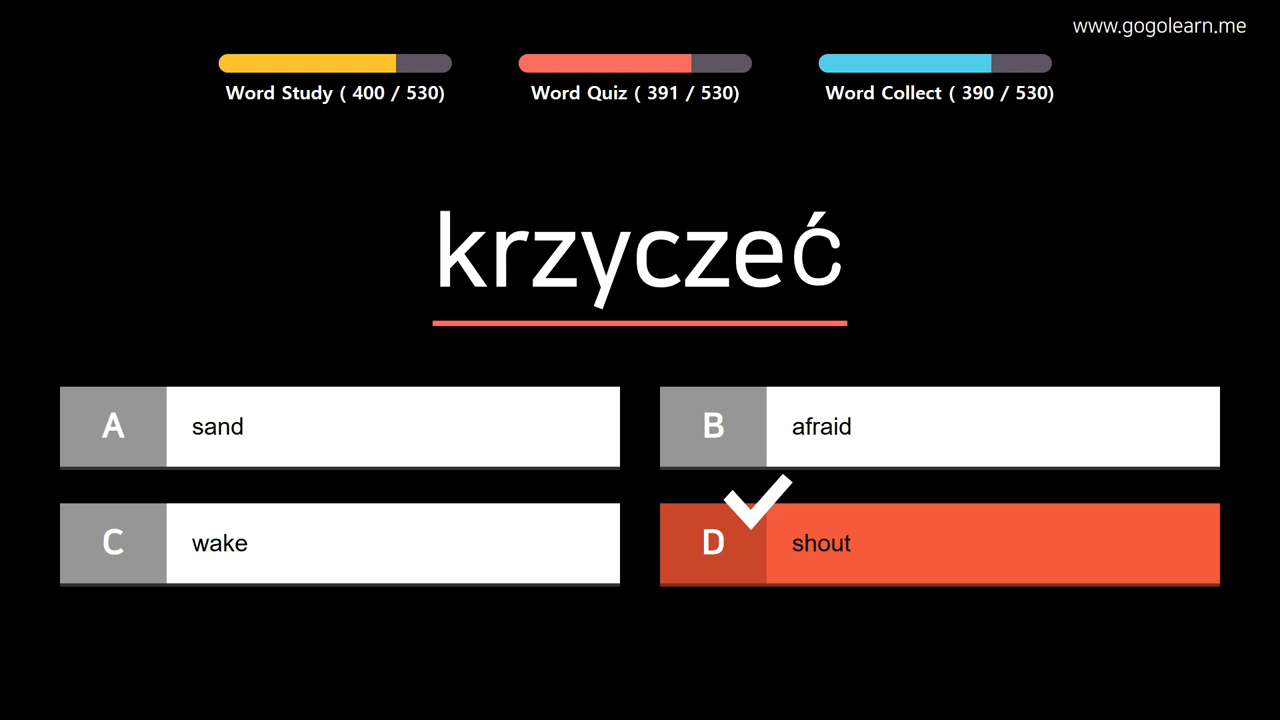 www.gogolearn.me
Word Study ( 400 / 530)
Word Quiz ( 391 / 530)
Word Collect ( 390 / 530)
krzyczeć
A sand
B afraid
C wake
D shout